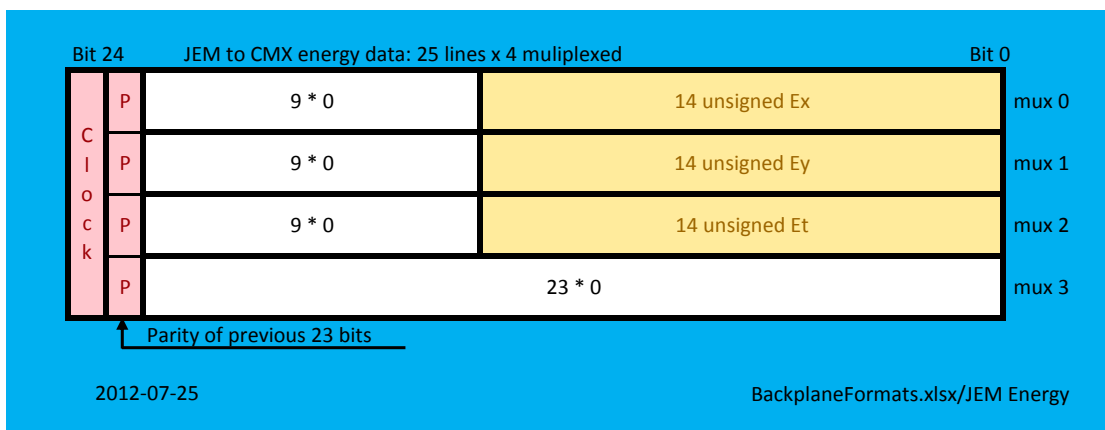 Bit 24 JEM to CMX energy data: 25 lines x 4 muliplexed Bit 0
Clock
P 9 * 0 14 unsigned Ex mux 0
P 9 * 0 14 unsigned Ey mux 1
P 9 * 0 14 unsigned Et mux 2
P 23 * 0 mux 3
Parity of previous 23 bits
2012-07-25 BackplaneFormats.xlsx/JEM Energy